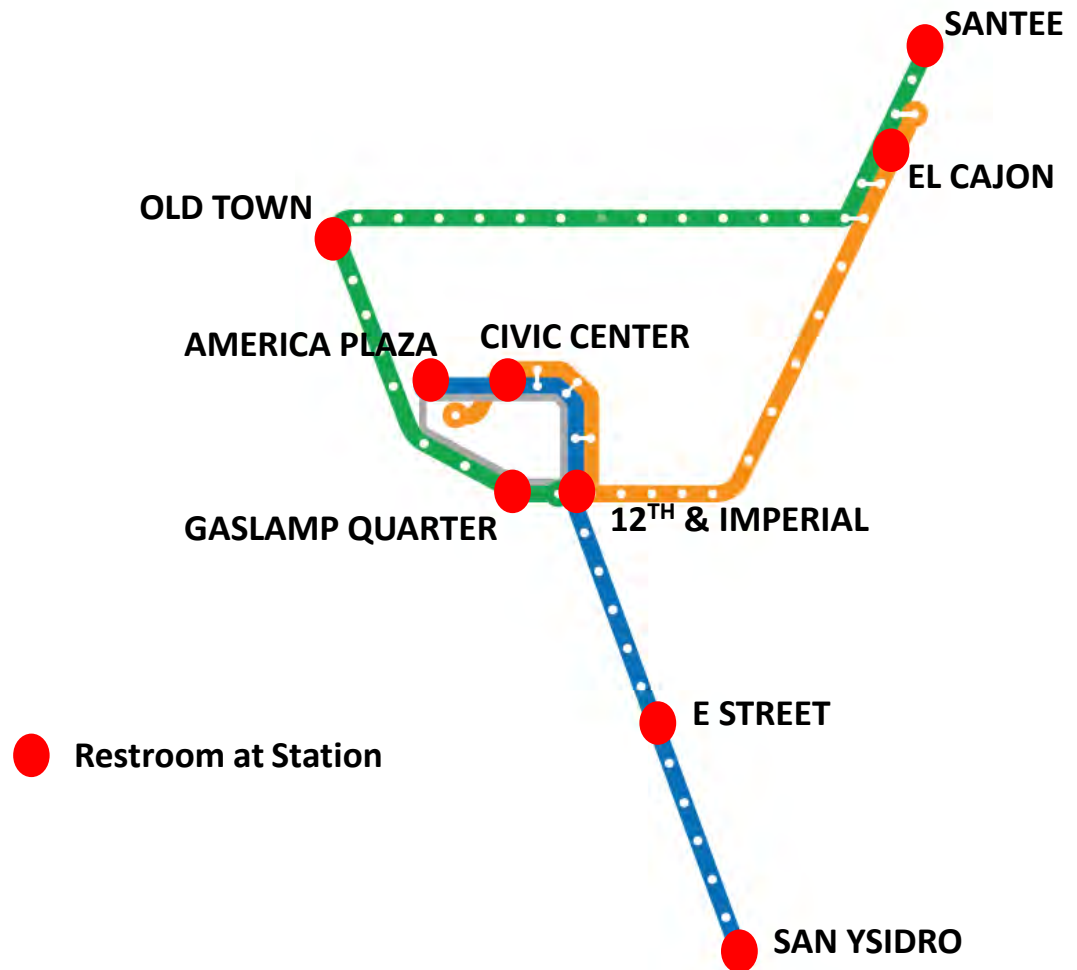 SANTEE
EL CAJON
OLD TOWN
CIVIC CENTER
AMERICA PLAZA
12TH & IMPERIAL
GASLAMP QUARTER
E STREET
Restroom at Station
SAN YSIDRO